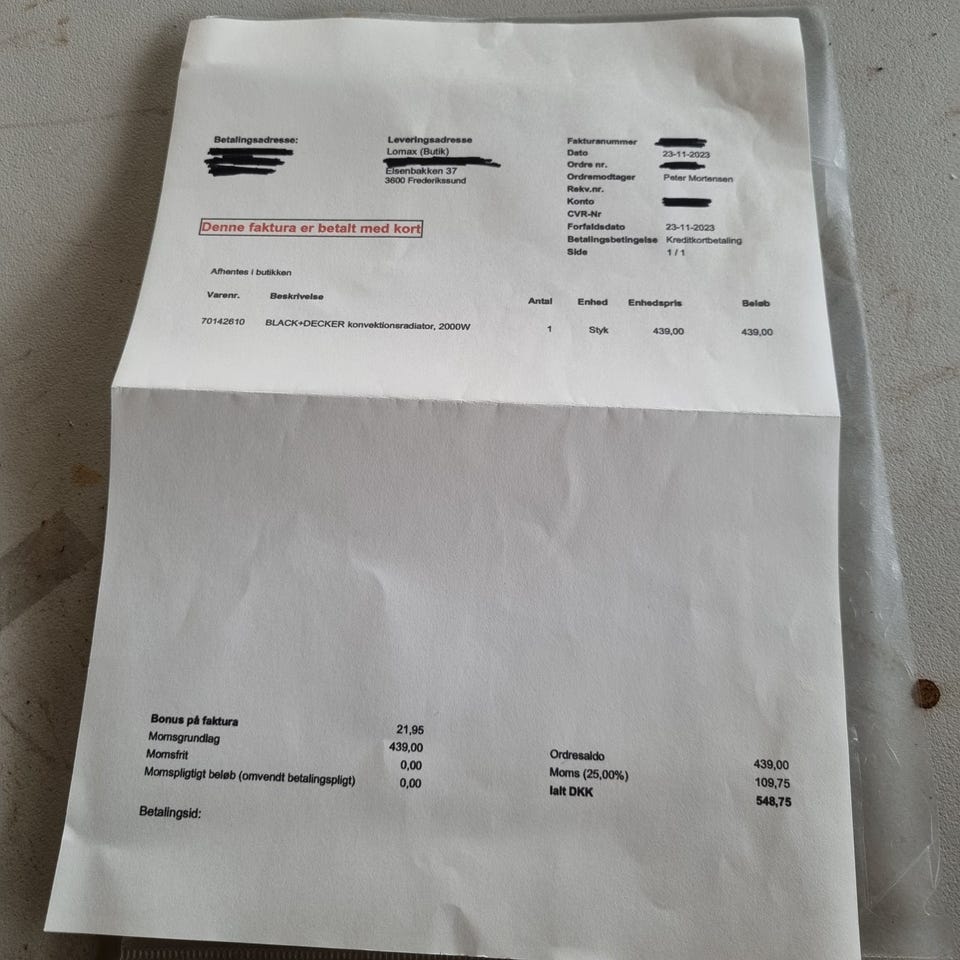 Betalingsadresse:
Leveringsadresse
Lomax (Butik)
Elsenbakken 37
3600 Frederikssund
Fakturanummer
Dato 23-11-2023
Ordre nr.
Ordremodtager Peter Mortensen
Rekv.nr.
Konto
CVR-Nr
Forfaldsdato 23-11-2023
Betalingsbetingelse Kreditkortbetaling
Side 1 / 1
Denne faktura er betalt med kort
Afhentes i butikken
Varenr. Beskrivelse Antal Enhed Enhedspris Beløb
70142610 BLACK+DECKER konvektionsradiator, 2000W 1 Styk 439,00 439,00
Bonus på faktura 21,95
Momsgrundlag 439,00
Momsfrit 0,00
Momspligtigt beløb (omvendt betalingspligt) 0,00
Ordresaldo 439,00
Moms (25,00%) 109,75
Ialt DKK 548,75
Betalingsid: